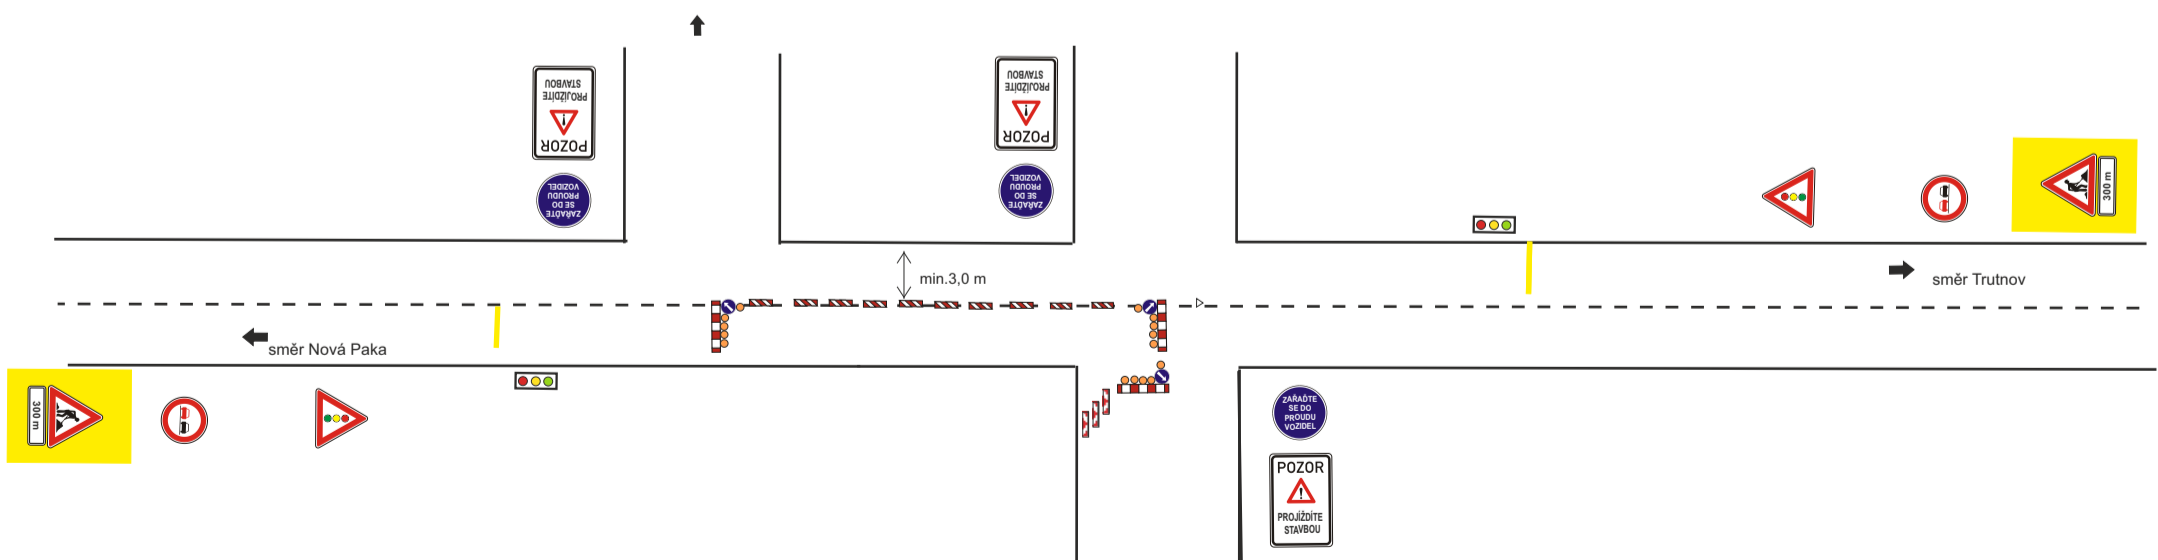 POZOR
PROJÍŽDÍTE
STAVBOU
ZAŘAĎTE
SE DO
PROUDU
VOZIDEL
POZOR
PROJÍŽDÍTE
STAVBOU
ZAŘAĎTE
SE DO
PROUDU
VOZIDEL
300 m
min.3,0 m
směr Trutnov
směr Nová Paka
300 m
ZAŘAĎTE
SE DO
PROUDU
VOZIDEL
POZOR
PROJÍŽDÍTE
STAVBOU